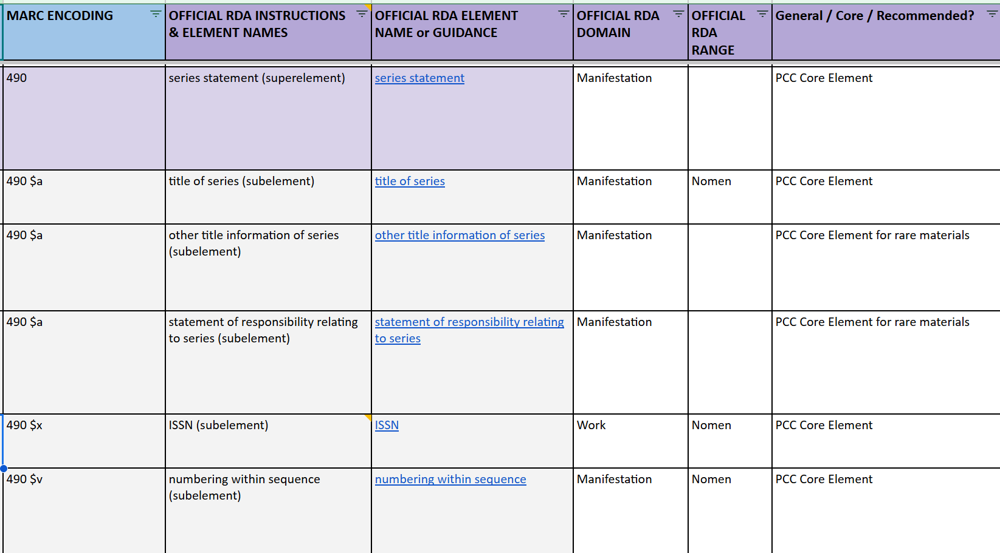 MARC ENCODING
OFFICIAL RDA INSTRUCTIONS
& ELEMENT NAMES
OFFICIAL RDA ELEMENT
NAME or GUIDANCE
OFFICIAL RDA
DOMAIN
OFFICIAL
RDA
RANGE
General / Core / Recommended?
490
series statement (superelement)
series statement
Manifestation
PCC Core Element
490 $a
title of series (subelement)
title of series
Manifestation
Nomen
PCC Core Element
490 $a
other title information of series
(subelement)
other title information of series
Manifestation
PCC Core Element for rare materials
490 $a
statement of responsibility relating
to series (subelement)
statement of responsibility relating
to series
Manifestation
PCC Core Element for rare materials
490 $x
ISSN (subelement)
ISSN
Work
Nomen
PCC Core Element
490 $v
numbering within sequence
(subelement)
numbering within sequence
Manifestation
Nomen
PCC Core Element